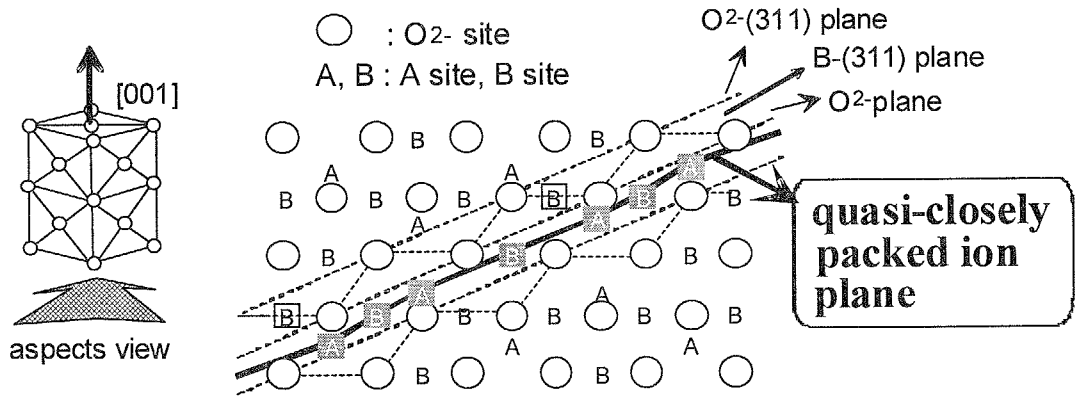 O2-(311) plane
: O2- site
B-(311) plane
[001]
A, B : A site, B site
O2-plane
B B
A A A
B B B B B B
A A
quasi-closely
packed ion
plane
B B B
A A
B B B B B B
A A A
aspects view
B B